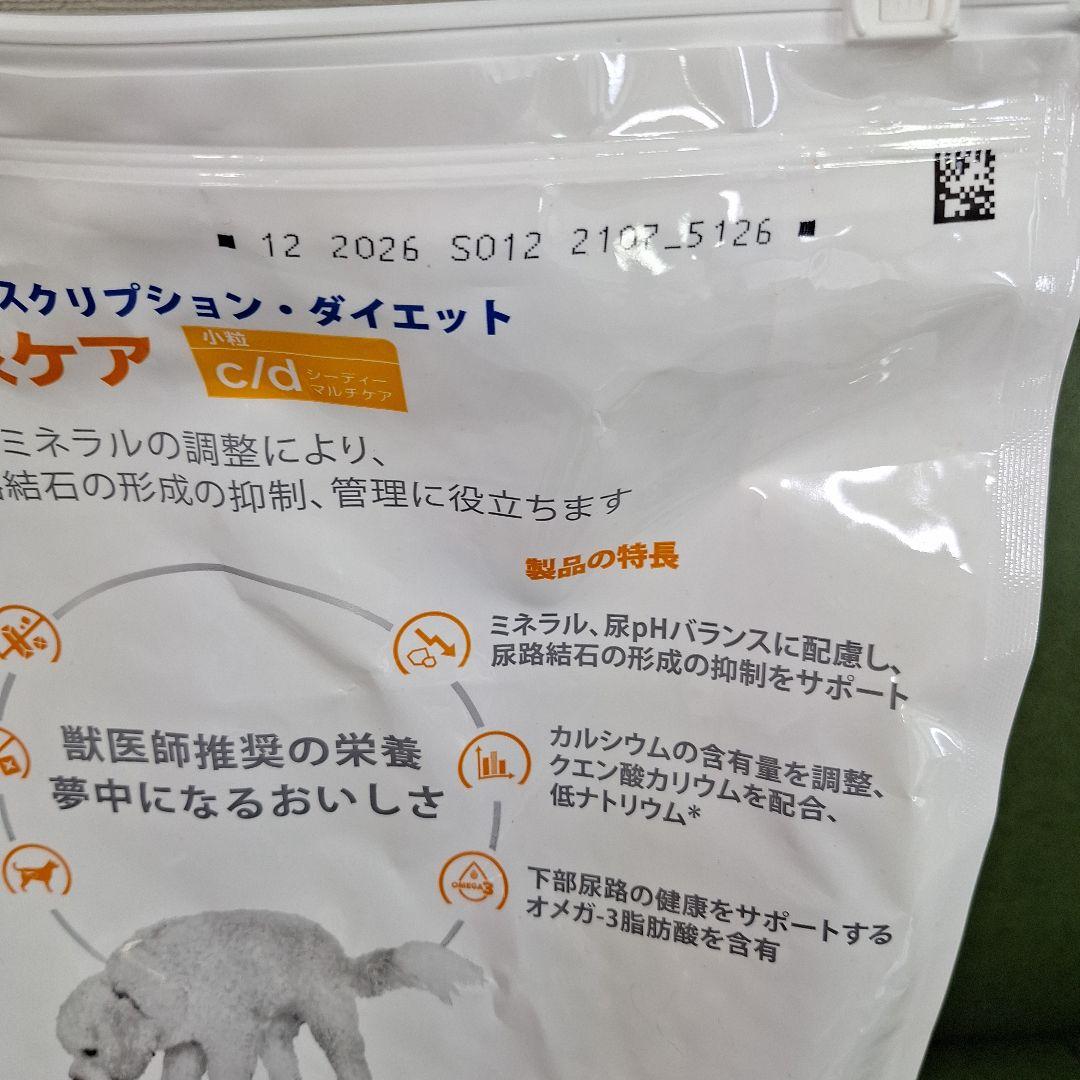 12 2026 S012 2107_5126
スクリプション・ダイエット
ケア
小粒
c/d シーディー
マルチケア
ミネラルの調整により、
結石の形成の抑制、管理に役立ちます
製品の特長
ミネラル、尿pHバランスに配慮し、
尿路結石の形成の抑制をサポート
獣医師推奨の栄養
夢中になるおいしさ
カルシウムの含有量を調整、
クエン酸カリウムを配合、
低ナトリウム*
OMEGA 3
下部尿路の健康をサポートする
オメガ-3脂肪酸を含有